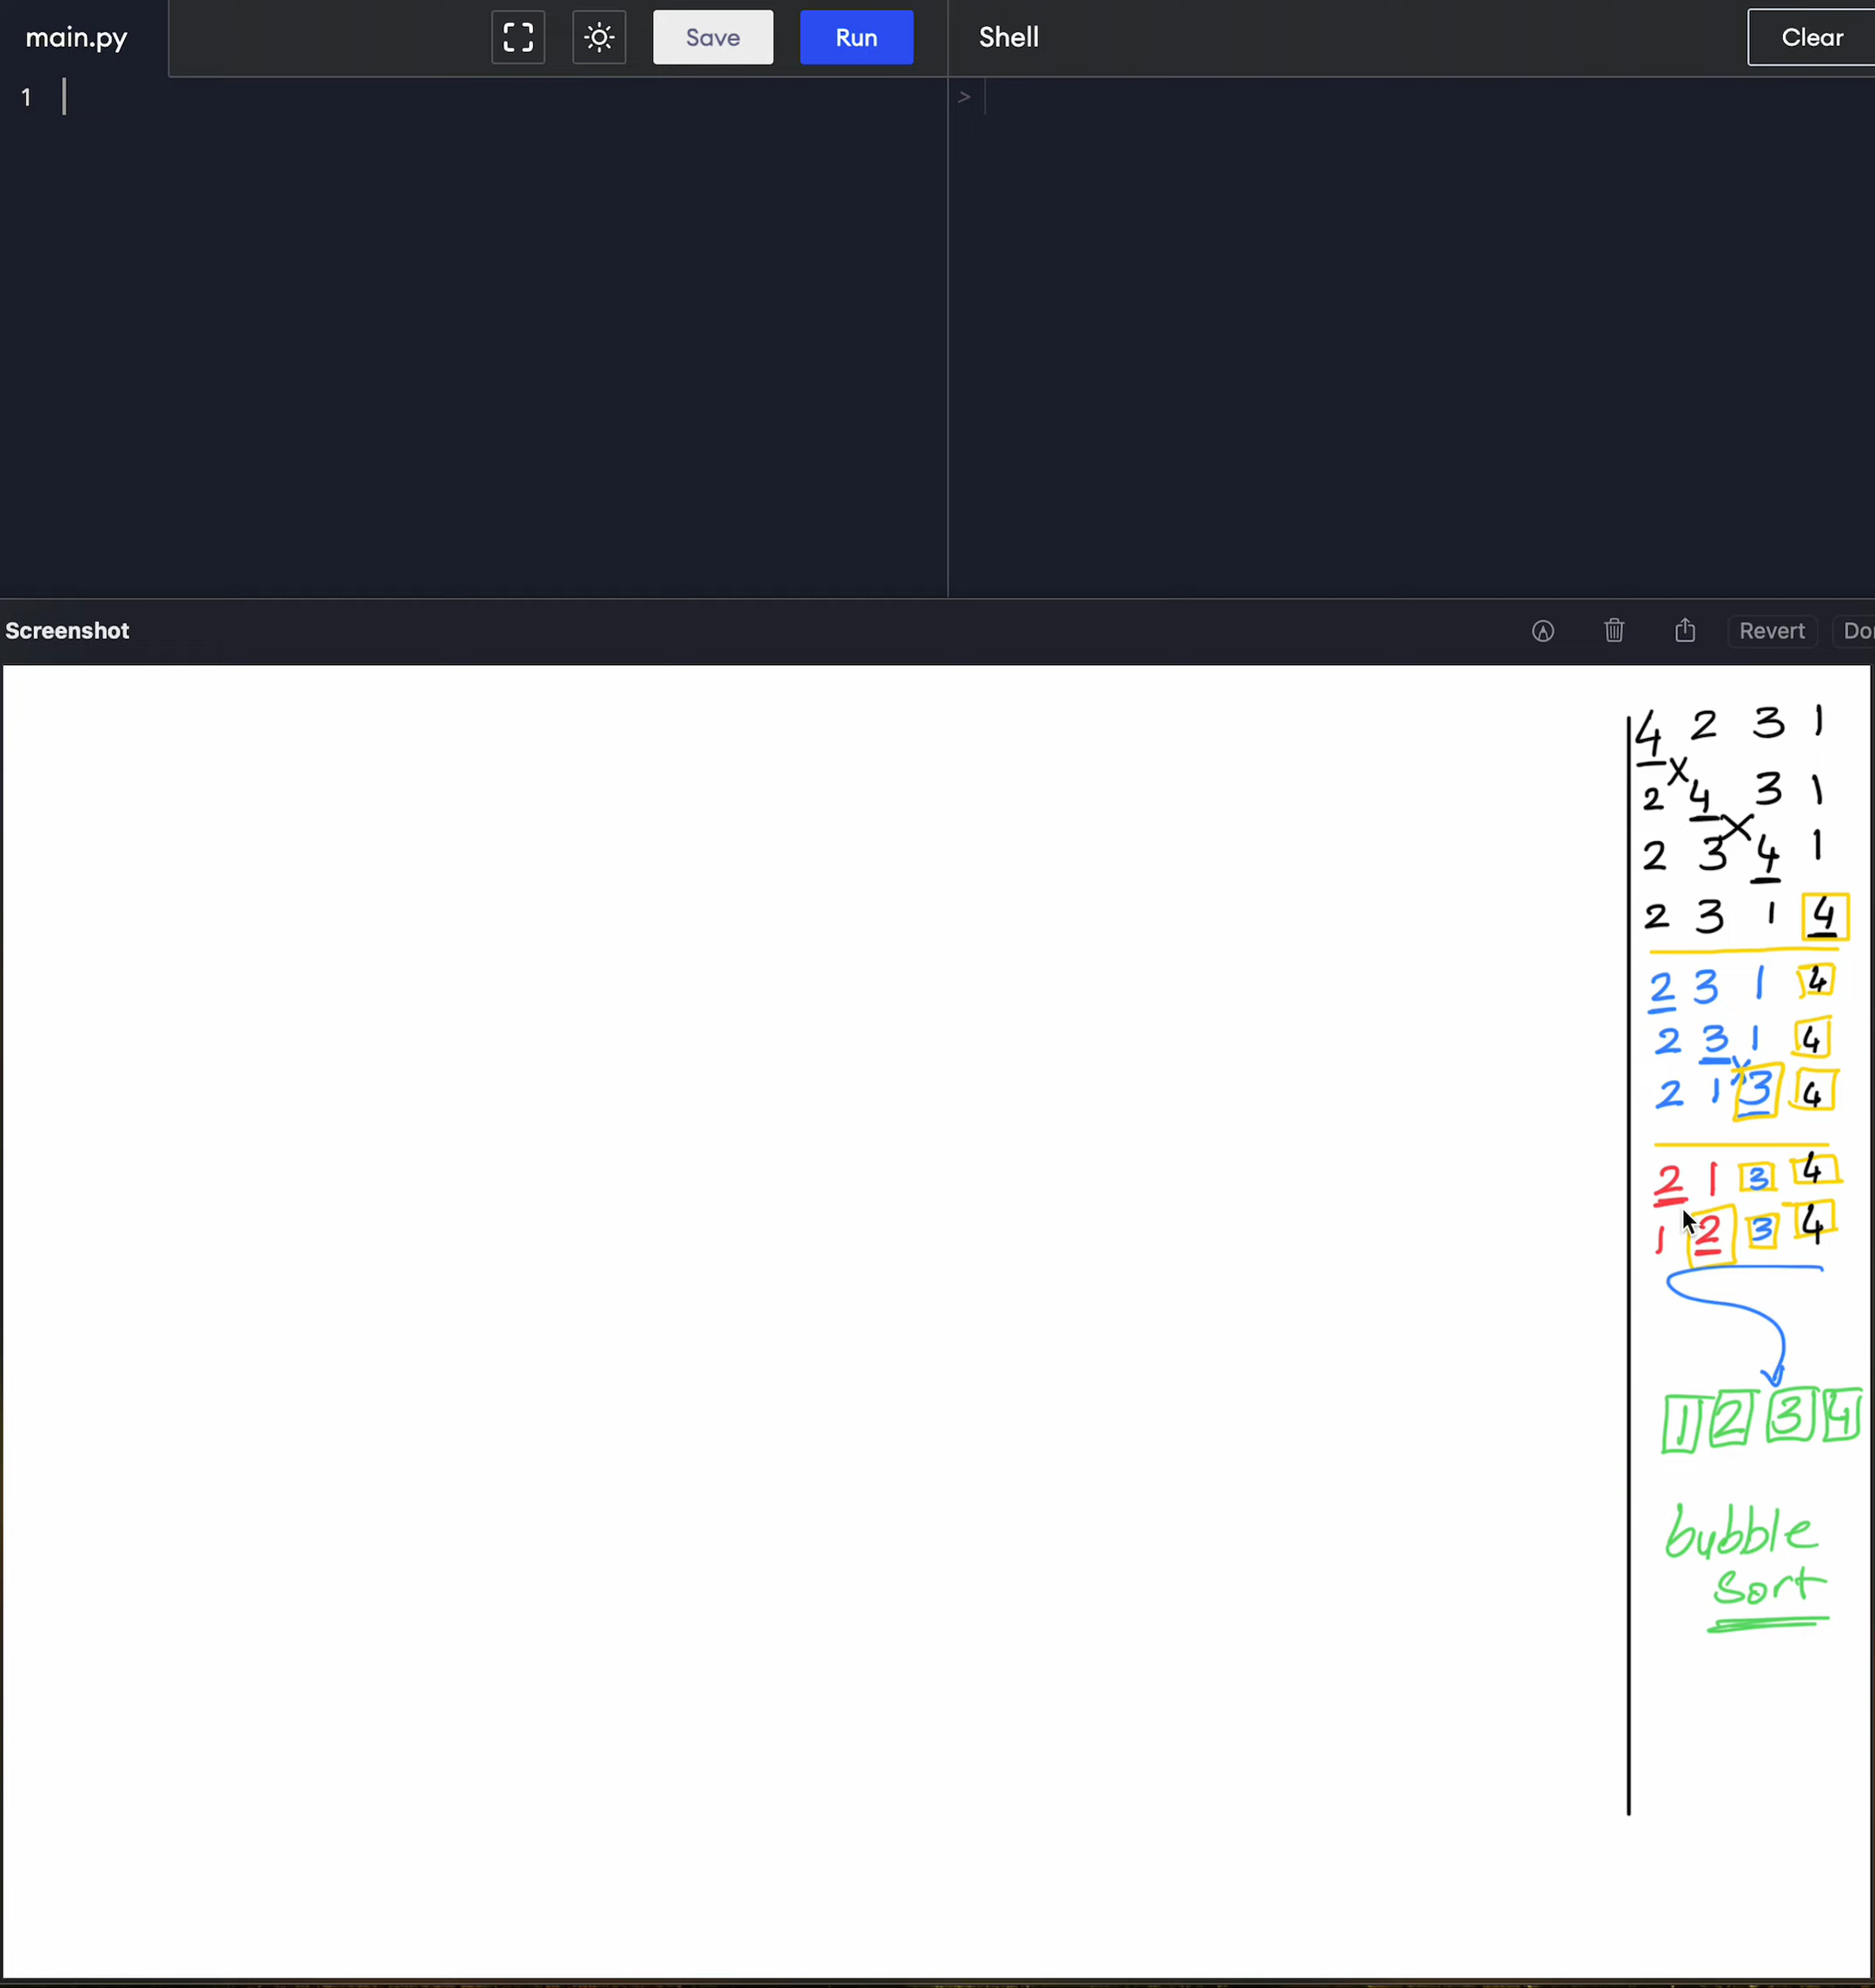 main.py Save Run Shell Clear
1 >
Screenshot Revert Do
4 2 3 1
2 4 3 1
2 3 4 1
2 3 1 4
2 3 1 4
2 3 1 4
2 1 3 4
2 1 3 4
1 2 3 4
1 2 3 4
bubble
sort